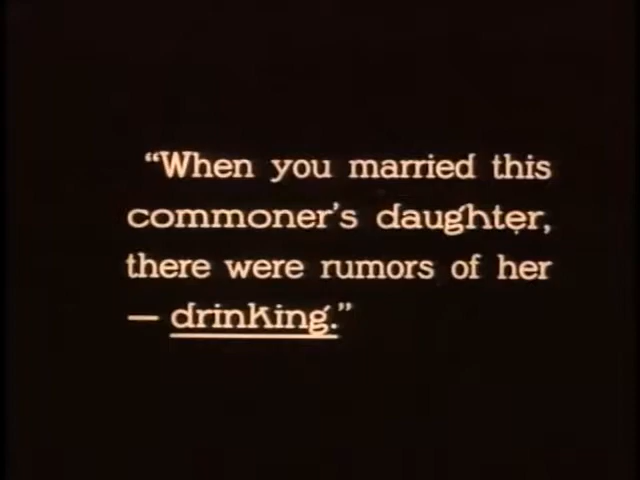 “When you married this
commoner's daughter,
there were rumors of her
— drinking.”